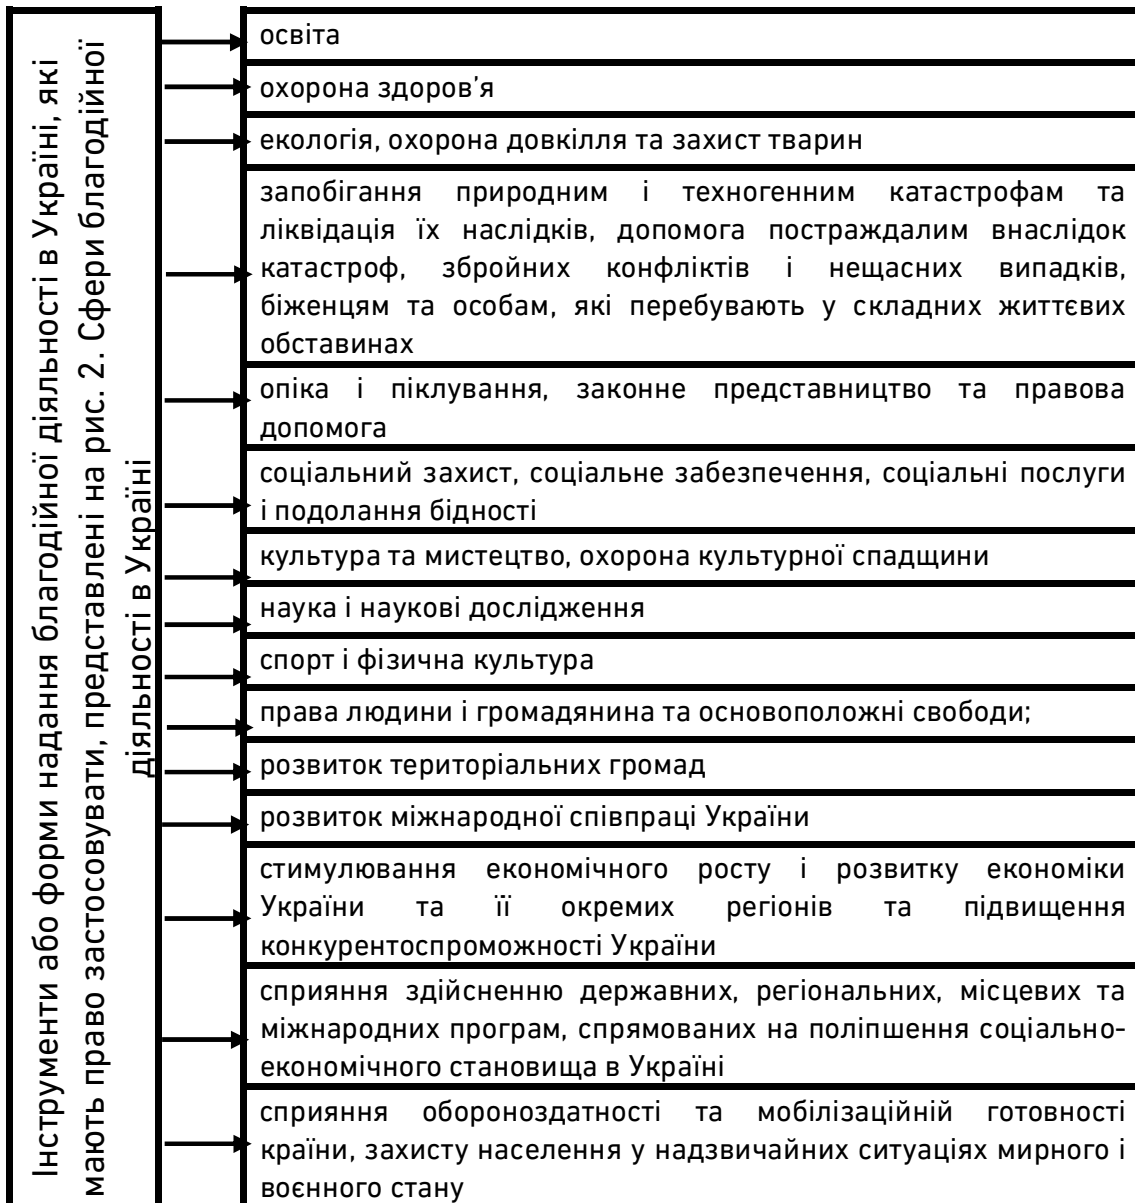 Інструменти або форми надання благодійної діяльності в Україні, які
мають право застосовувати, представлені на рис. 2. Сфери благодійної
діяльності в Україні
освіта
охорона здоров’я
екологія, охорона довкілля та захист тварин
запобігання природним і техногенним катастрофам та
ліквідація їх наслідків, допомога постраждалим внаслідок
катастроф, збройних конфліктів і нещасних випадків,
біженцям та особам, які перебувають у складних життєвих
обставинах
опіка і піклування, законне представництво та правова
допомога
соціальний захист, соціальне забезпечення, соціальні послуги
і подолання бідності
культура та мистецтво, охорона культурної спадщини
наука і наукові дослідження
спорт і фізична культура
права людини і громадянина та основоположні свободи;
розвиток територіальних громад
розвиток міжнародної співпраці України
стимулювання економічного росту і розвитку економіки
України та її окремих регіонів та підвищення
конкурентоспроможності України
сприяння здійсненню державних, регіональних, місцевих та
міжнародних програм, спрямованих на поліпшення соціально-
економічного становища в Україні
сприяння обороноздатності та мобілізаційній готовності
країни, захисту населення у надзвичайних ситуаціях мирного і
воєнного стану